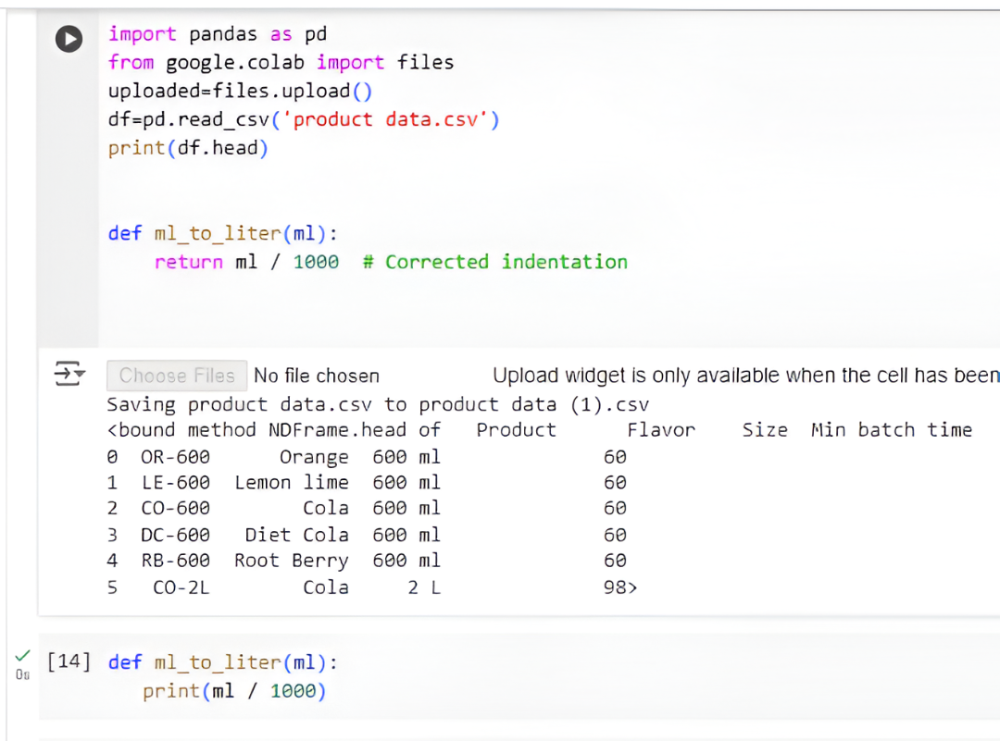 import pandas as pd
from google.colab import files
uploaded=files.upload()
df=pd.read_csv('product data.csv')
print(df.head)
def ml_to_liter(ml):
    return ml / 1000  # Corrected indentation
Choose Files No file chosen Upload widget is only available when the cell has been
Saving product data.csv to product data (1).csv
<bound method NDFrame.head of   Product      Flavor    Size  Min batch time
0  OR-600      Orange  600 ml              60
1  LE-600  Lemon lime  600 ml              60
2  CO-600        Cola  600 ml              60
3  DC-600   Diet Cola  600 ml              60
4  RB-600  Root Berry  600 ml              60
5   CO-2L        Cola     2 L              98>
[14] def ml_to_liter(ml):
0s    print(ml / 1000)